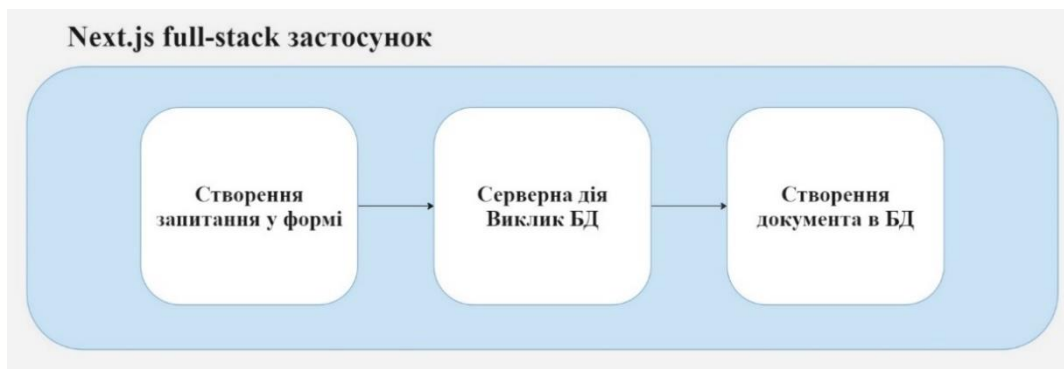 Next.js full-stack застосунок
Створення
запитання у формі
Серверна дія
Виклик БД
Створення
документа в БД